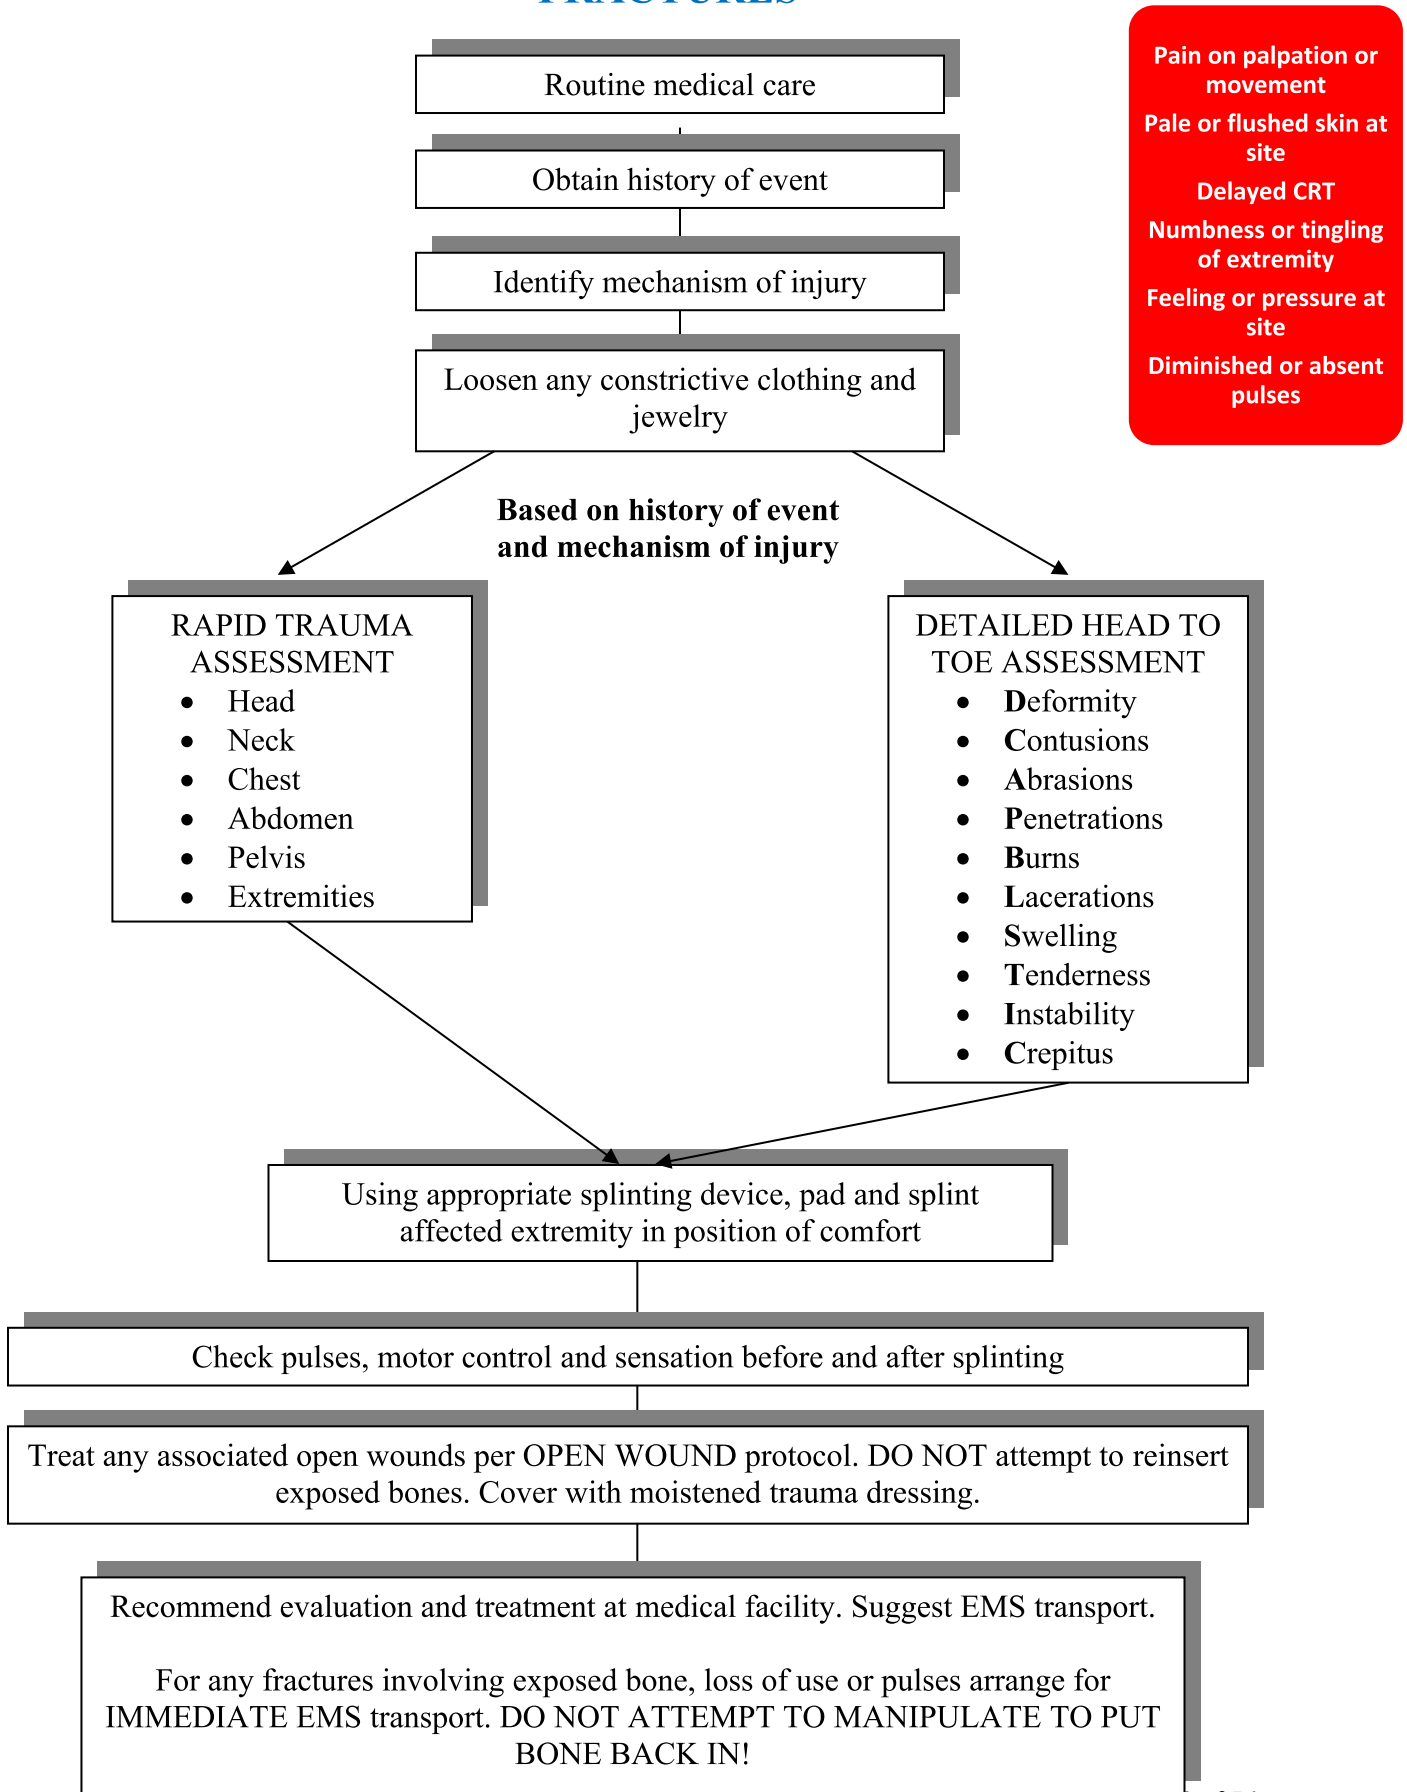 FRACTURES
Routine medical care
Obtain history of event
Identify mechanism of injury
Loosen any constrictive clothing and
jewelry
Pain on palpation or
movement
Pale or flushed skin at
site
Delayed CRT
Numbness or tingling
of extremity
Feeling or pressure at
site
Diminished or absent
pulses
Based on history of event
and mechanism of injury
RAPID TRAUMA
ASSESSMENT
• Head
• Neck
• Chest
• Abdomen
• Pelvis
• Extremities
DETAILED HEAD TO
TOE ASSESSMENT
• Deformity
• Contusions
• Abrasions
• Penetrations
• Burns
• Lacerations
• Swelling
• Tenderness
• Instability
• Crepitus
Using appropriate splinting device, pad and splint
affected extremity in position of comfort
Check pulses, motor control and sensation before and after splinting
Treat any associated open wounds per OPEN WOUND protocol. DO NOT attempt to reinsert
exposed bones. Cover with moistened trauma dressing.
Recommend evaluation and treatment at medical facility. Suggest EMS transport.
For any fractures involving exposed bone, loss of use or pulses arrange for
IMMEDIATE EMS transport. DO NOT ATTEMPT TO MANIPULATE TO PUT
BONE BACK IN!